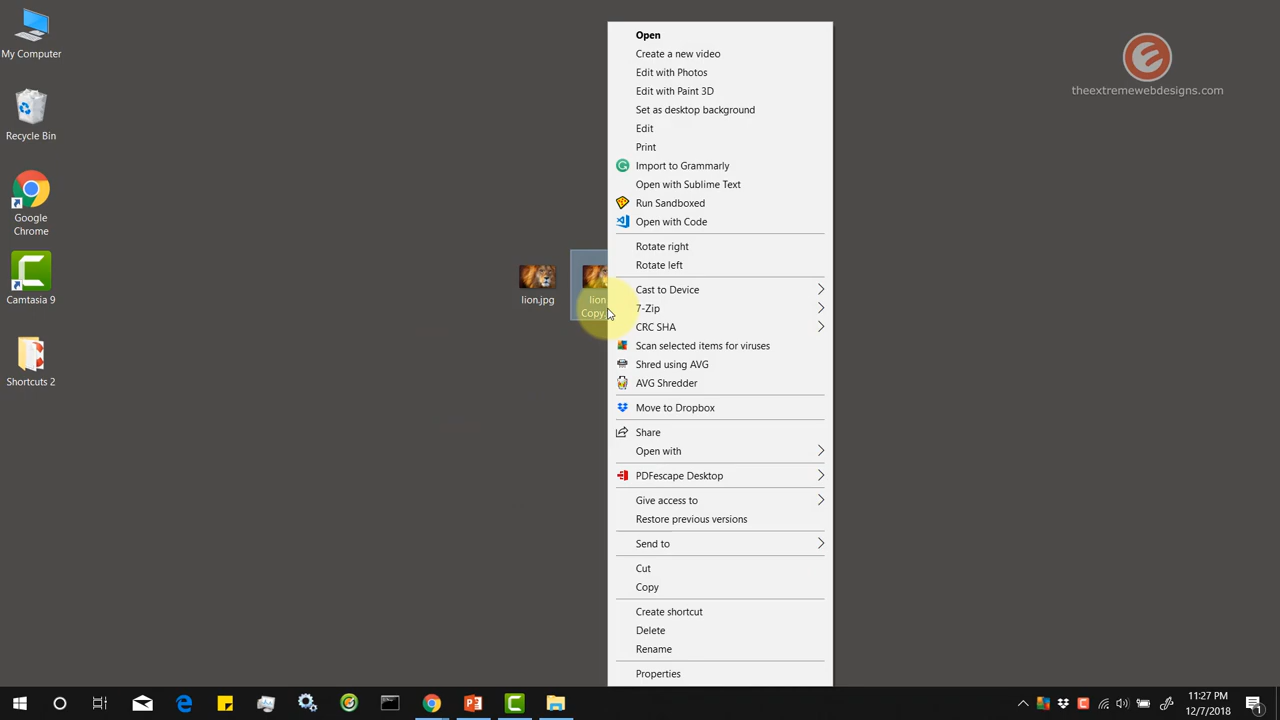 My Computer
Recycle Bin
Google
Chrome
Camtasia 9
Shortcuts 2
lion.jpg
lion
Copy.
Open
Create a new video
Edit with Photos
Edit with Paint 3D
Set as desktop background
Edit
Print
Import to Grammarly
Open with Sublime Text
Run Sandboxed
Open with Code
Rotate right
Rotate left
Cast to Device
7-Zip
CRC SHA
Scan selected items for viruses
Shred using AVG
AVG Shredder
Move to Dropbox
Share
Open with
PDFescape Desktop
Give access to
Restore previous versions
Send to
Cut
Copy
Create shortcut
Delete
Rename
Properties
theextremewebdesigns.com
11:27 PM
12/7/2018
1